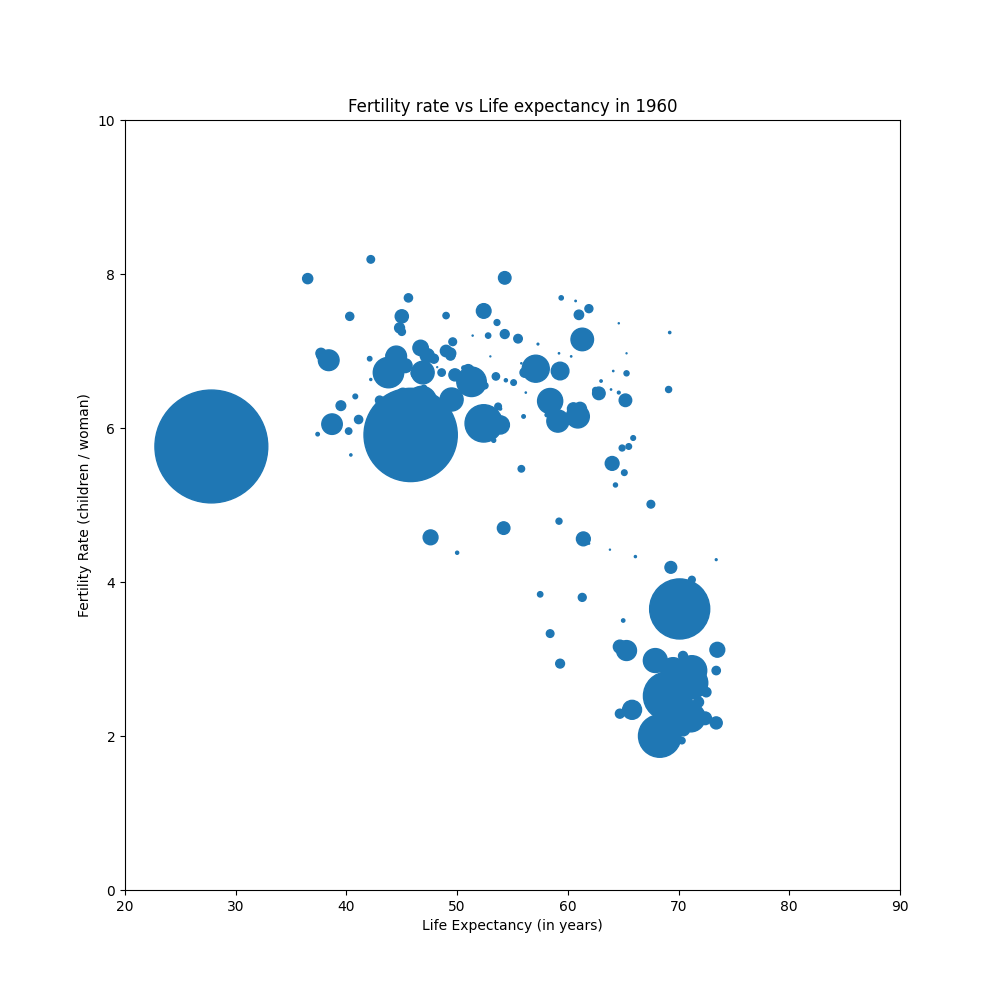 Fertility rate vs Life expectancy in 1960
10
8
6
4
2
0
Fertility Rate (children / woman)
20 30 40 50 60 70 80 90
Life Expectancy (in years)